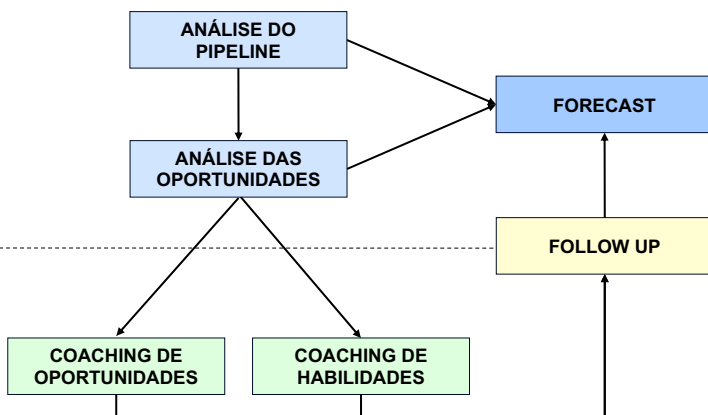 ANÁLISE DO
PIPELINE
FORECAST
ANÁLISE DAS
OPORTUNIDADES
FOLLOW UP
COACHING DE
OPORTUNIDADES
COACHING DE
HABILIDADES